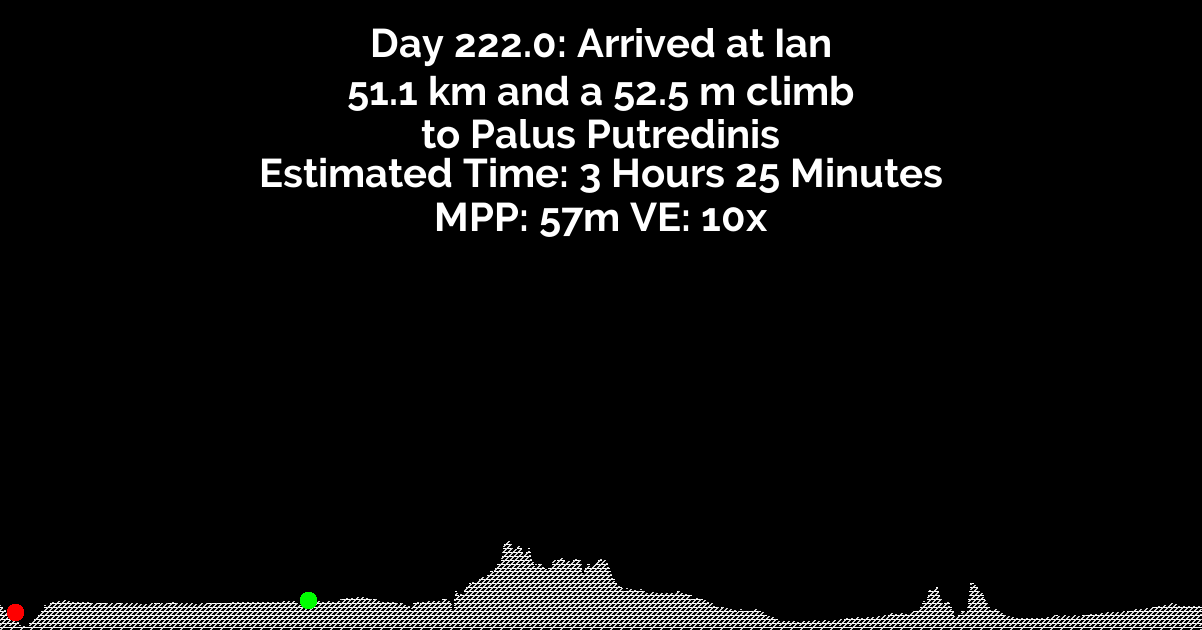 Day 222.0: Arrived at Ian
51.1 km and a 52.5 m climb
to Palus Putredinis
Estimated Time: 3 Hours 25 Minutes
MPP: 57m VE: 10x